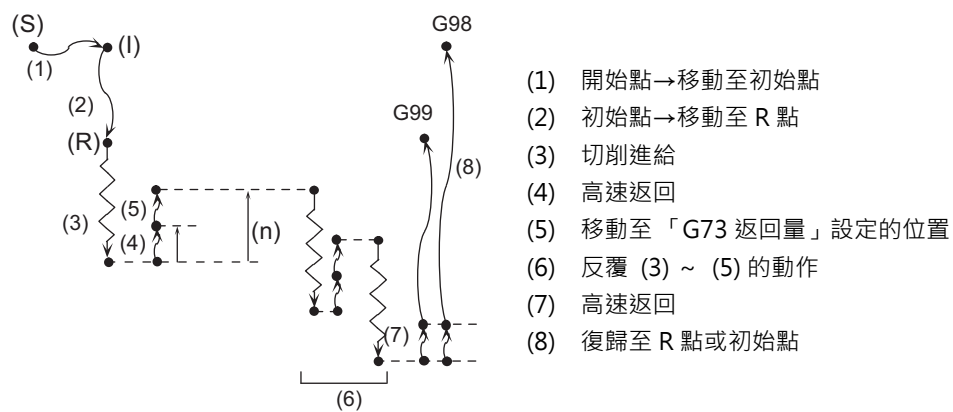 (S)
(I)
(1)
(2)
(R)
(3)
(5)
(4)
(n)
(6)
(7)
G99
G98
(8)
(1) 開始點→移動至初始點
(2) 初始點→移動至 R 點
(3) 切削進給
(4) 高速返回
(5) 移動至 「G73 返回量」設定的位置
(6) 反覆 (3) ~ (5) 的動作
(7) 高速返回
(8) 復歸至 R 點或初始點